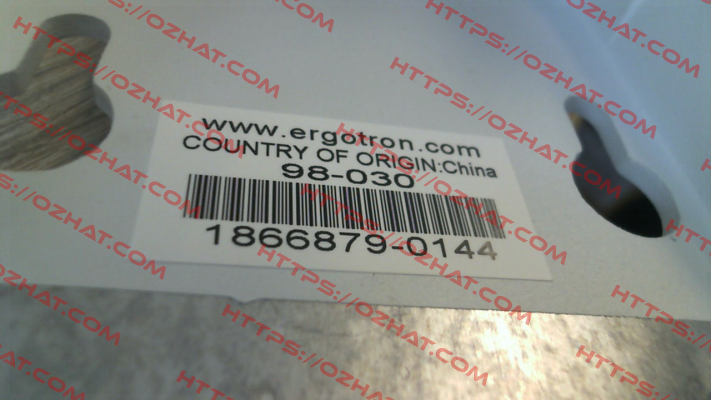 www.ergotron.com
COUNTRY OF ORIGIN:China
98-030
1866879-0144
HTTPS://OZHAT.COM